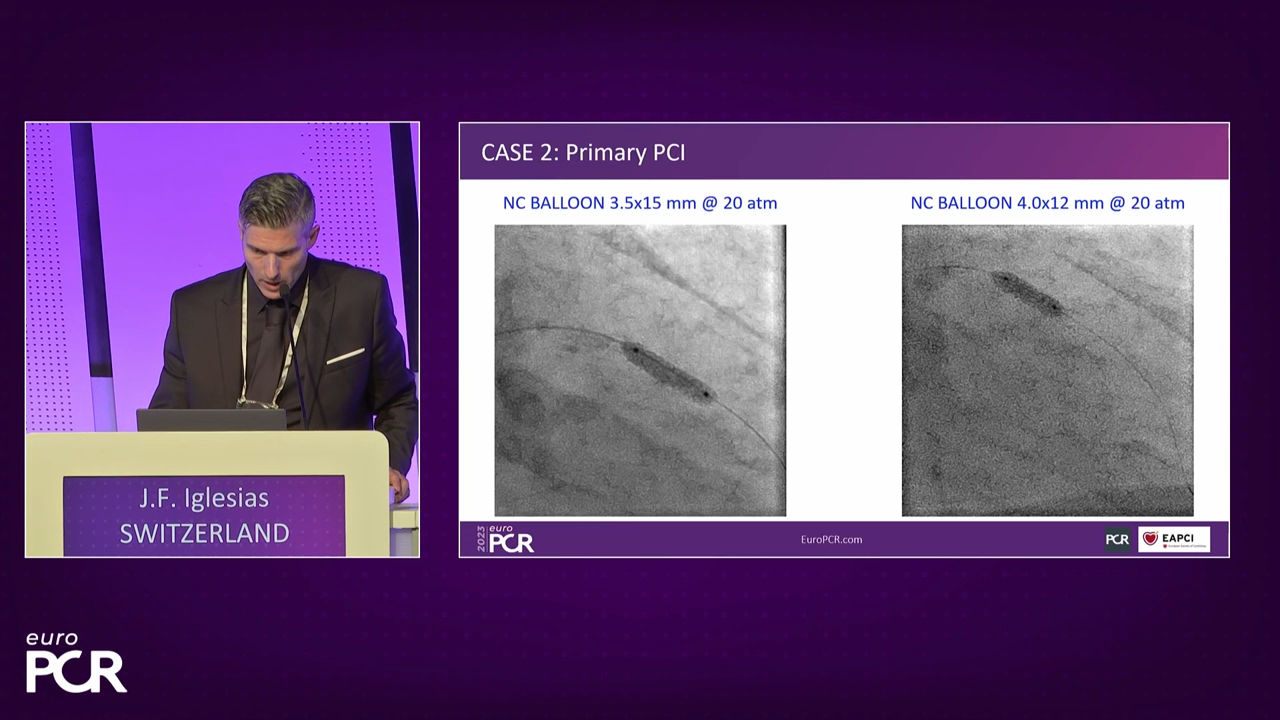 CASE 2: Primary PCI
NC BALLOON 3.5x15 mm @ 20 atm
NC BALLOON 4.0x12 mm @ 20 atm
J.F. Iglesias
SWITZERLAND
2023
euro
PCR
EuroPCR.com
PCR
EAPCI
euro
PCR